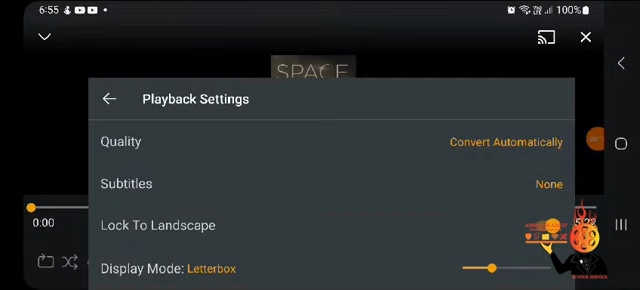 6:55
100%
SPACE
Playback Settings
Quality
Convert Automatically
Subtitles
None
0:00
Lock To Landscape
Display Mode: Letterbox